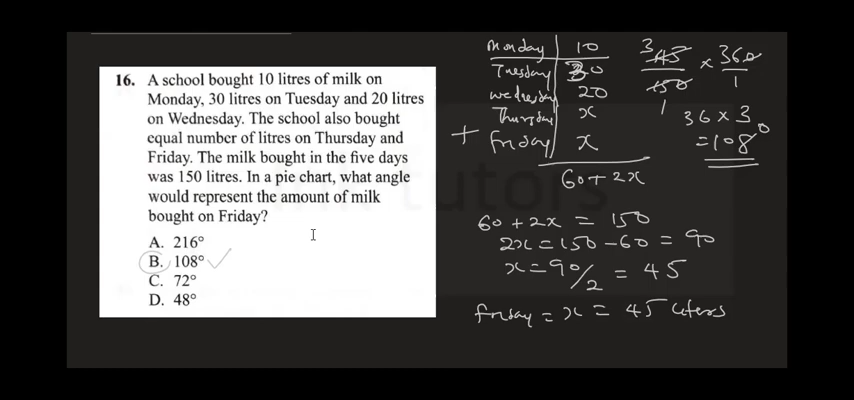 16. A school bought 10 litres of milk on
Monday, 30 litres on Tuesday and 20 litres
on Wednesday. The school also bought
equal number of litres on Thursday and
Friday. The milk bought in the five days
was 150 litres. In a pie chart, what angle
would represent the amount of milk
bought on Friday?
A. 216°
B. 108°
C. 72°
D. 48°
Monday 10
Tuesday 30
Wednesday 20
Thursday x
+ Friday x
60 + 2x
3 45/150 1 × 360/1
36 × 3
= 108°
60 + 2x = 150
2x = 150 - 60 = 90
x = 90/2 = 45
Friday = x = 45 liters
tutors